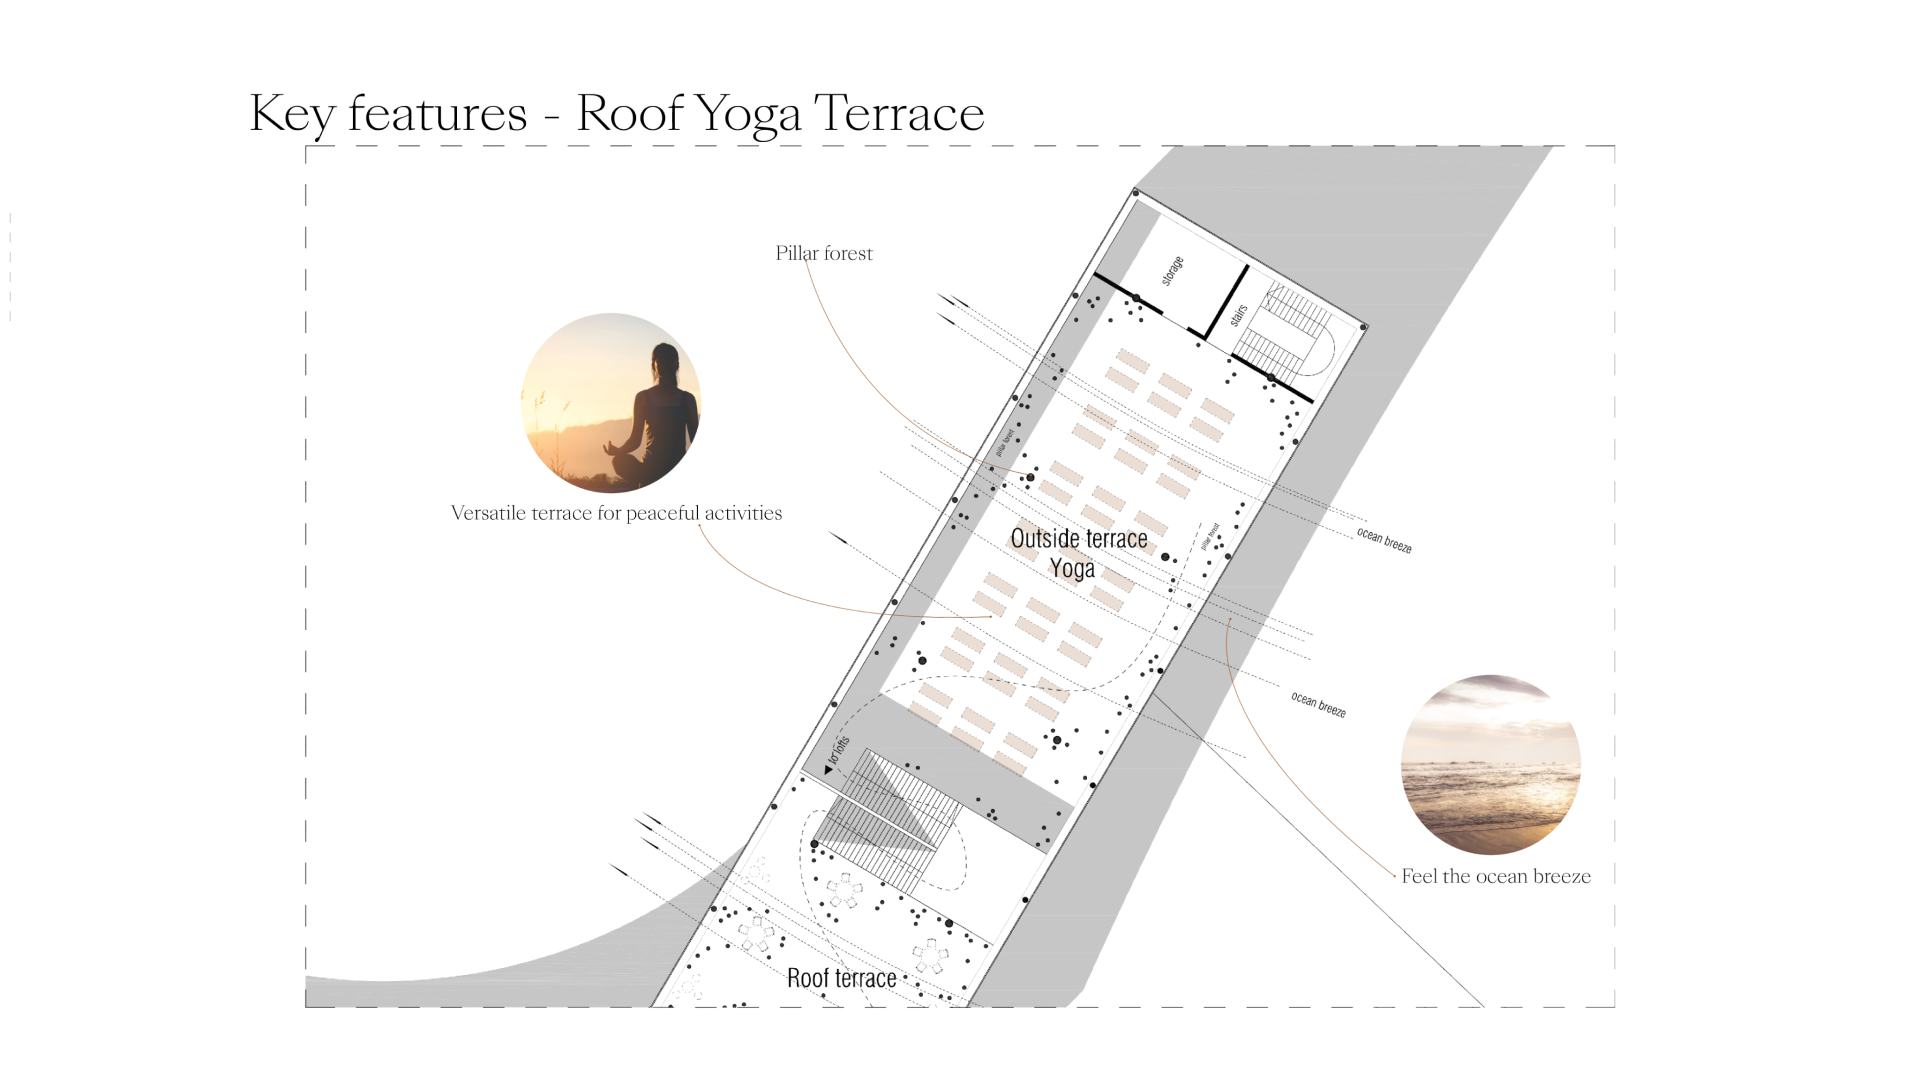 Key features - Roof Yoga Terrace
Pillar forest
storage
stairs
pillar forest
Versatile terrace for peaceful activities
Outside terrace
Yoga
pillar forest
ocean breeze
ocean breeze
to lofts
Feel the ocean breeze
Roof terrace